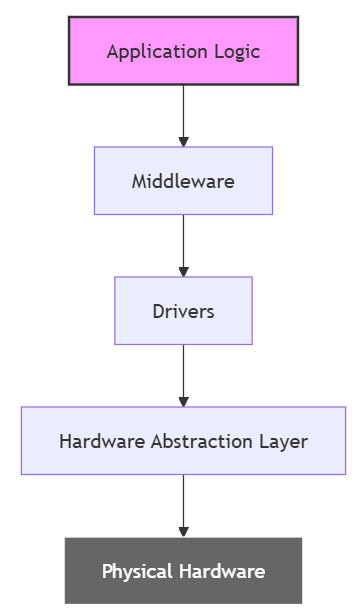 Application Logic
Middleware
Drivers
Hardware Abstraction Layer
Physical Hardware